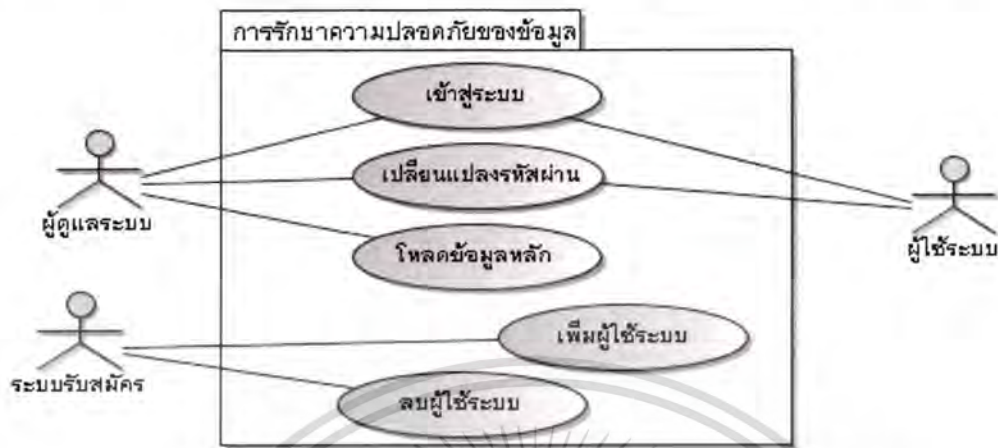 การรักษาความปลอดภัยของข้อมูล
เข้าสู่ระบบ
เปลี่ยนแปลงรหัสผ่าน
ผู้ดูแลระบบ
ผู้ใช้ระบบ
โหลดข้อมูลหลัก
เพิ่มผู้ใช้ระบบ
ระบบรับสมัคร
ลบผู้ใช้ระบบ